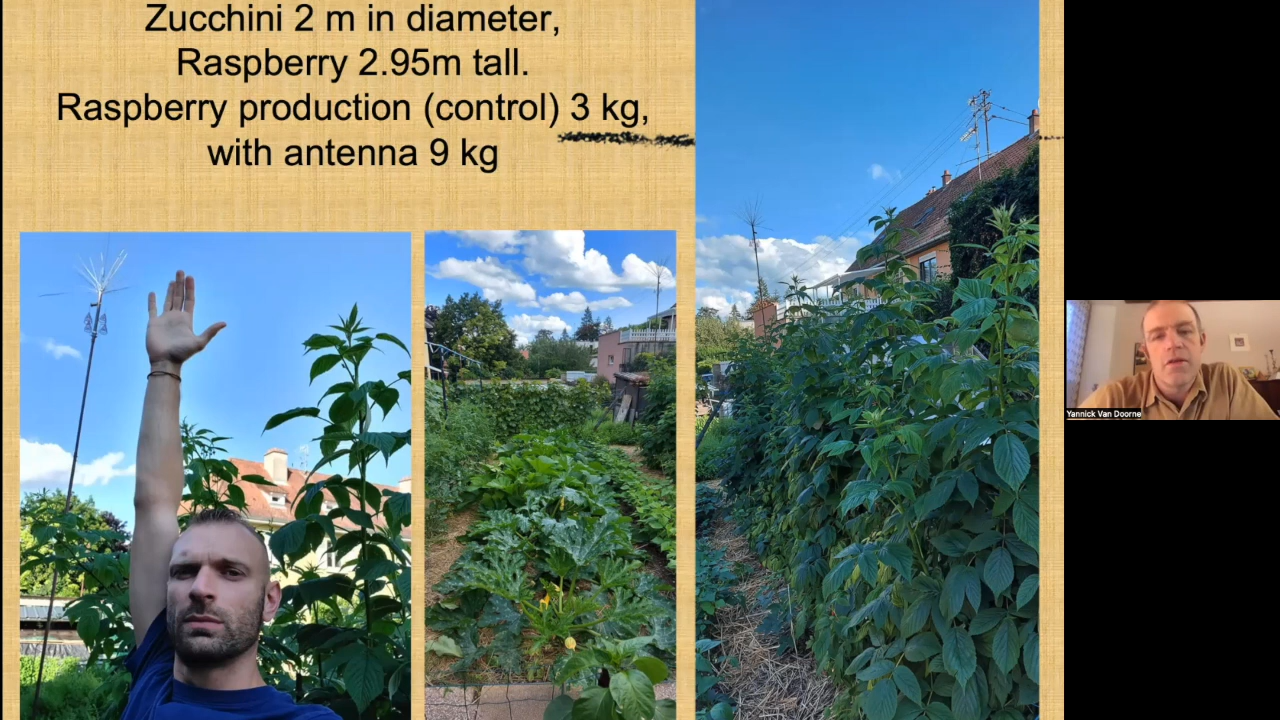 Zucchini 2 m in diameter,
Raspberry 2.95m tall.
Raspberry production (control) 3 kg,
with antenna 9 kg
Yannick Van Doorne